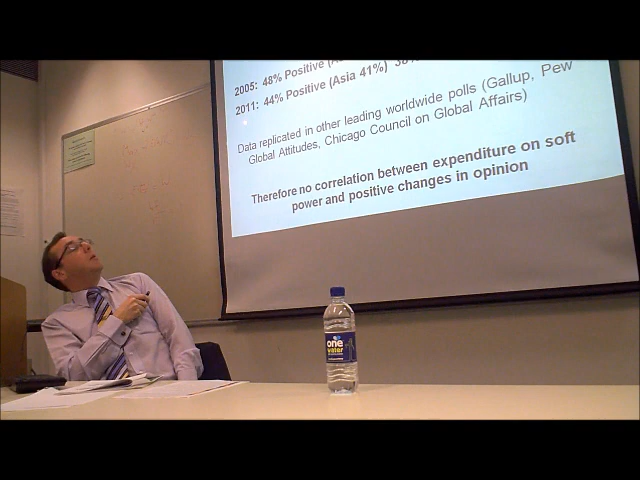 2005: 48% Positive (Asia
2011: 44% Positive (Asia 41%)
Data replicated in other leading worldwide polls (Gallup, Pew
Global Attitudes, Chicago Council on Global Affairs)
Therefore no correlation between expenditure on soft
power and positive changes in opinion
one
water